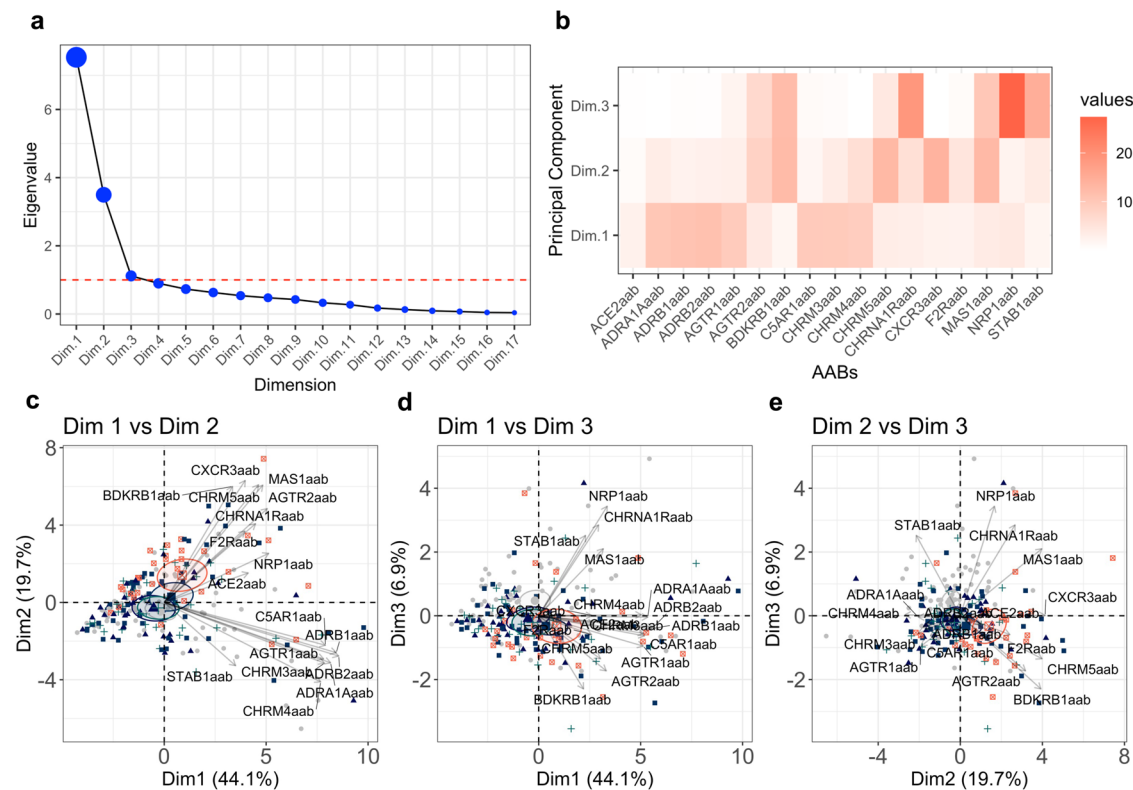 a
Eigenvalue
6
4
2
0
Dim.1
Dim.2
Dim.3
Dim.4
Dim.5
Dim.6
Dim.7
Dim.8
Dim.9
Dim.10
Dim.11
Dim.12
Dim.13
Dim.14
Dim.15
Dim.16
Dim.17
Dimension
b
Principal Component
Dim.3
Dim.2
Dim.1
ACE2aab
ADRA1Aaab
ADRB1aab
ADRB2aab
AGTR1aab
AGTR2aab
BDKRB1aab
C5AR1aab
CHRM3aab
CHRM4aab
CHRM5aab
CHRNA1Raab
CXCR3aab
F2Raab
MAS1aab
NRP1aab
STAB1aab
AABs
values
20
10
c
Dim 1 vs Dim 2
Dim2 (19.7%)
8
4
0
-4
CXCR3aab
MAS1aab
BDKRB1aab
CHRM5aab
AGTR2aab
CHRNA1Raab
F2Raab
NRP1aab
ACE2aab
C5AR1aab
ADRB1aab
AGTR1aab
STAB1aab
CHRM3aab
ADRB2aab
ADRA1Aaab
CHRM4aab
0
5
10
Dim1 (44.1%)
d
Dim 1 vs Dim 3
Dim3 (6.9%)
4
2
0
-2
NRP1aab
CHRNA1Raab
STAB1aab
MAS1aab
ADRA1Aaab
CHRM4aab
ADRB2aab
CXCR3aab
F2Raab
ADRB1aab
CHRM5aab
C5AR1aab
AGTR1aab
AGTR2aab
BDKRB1aab
0
5
10
Dim1 (44.1%)
e
Dim 2 vs Dim 3
Dim3 (6.9%)
4
2
0
-2
NRP1aab
STAB1aab
CHRNA1Raab
MAS1aab
ADRA1Aaab
CXCR3aab
CHRM4aab
ACE2aab
ADRB1aab
CHRM3aab
F2Raab
C5AR1aab
AGTR1aab
CHRM5aab
AGTR2aab
BDKRB1aab
-4
0
4
8
Dim2 (19.7%)